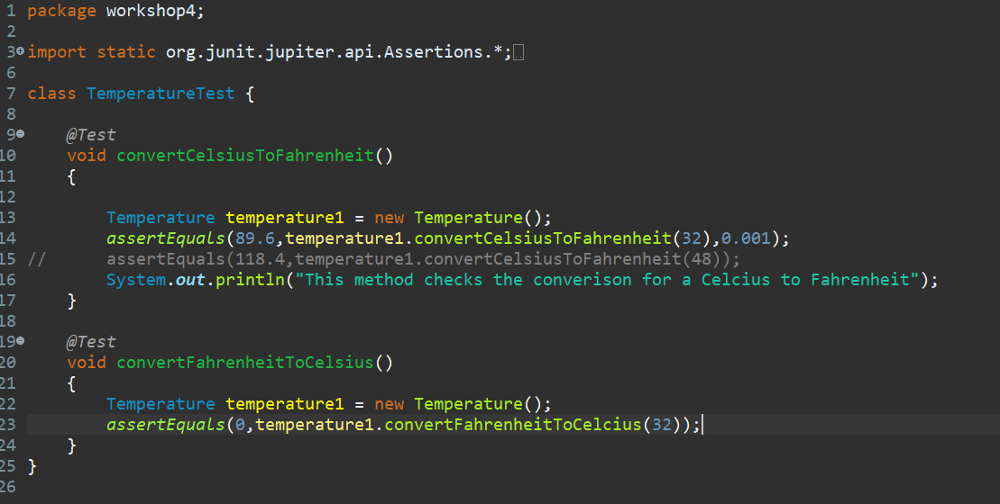 1 package workshop4;
2
3 import static org.junit.jupiter.api.Assertions.*;
6
7 class TemperatureTest {
8
9     @Test
10     void convertCelsiusToFahrenheit()
11     {
12
13         Temperature temperature1 = new Temperature();
14         assertEquals(89.6,temperature1.convertCelsiusToFahrenheit(32),0.001);
15 //      assertEquals(118.4,temperature1.convertCelsiusToFahrenheit(48));
16         System.out.println("This method checks the converison for a Celcius to Fahrenheit");
17     }
18
19     @Test
20     void convertFahrenheitToCelsius()
21     {
22         Temperature temperature1 = new Temperature();
23         assertEquals(0,temperature1.convertFahrenheitToCelcius(32));
24     }
25 }
26